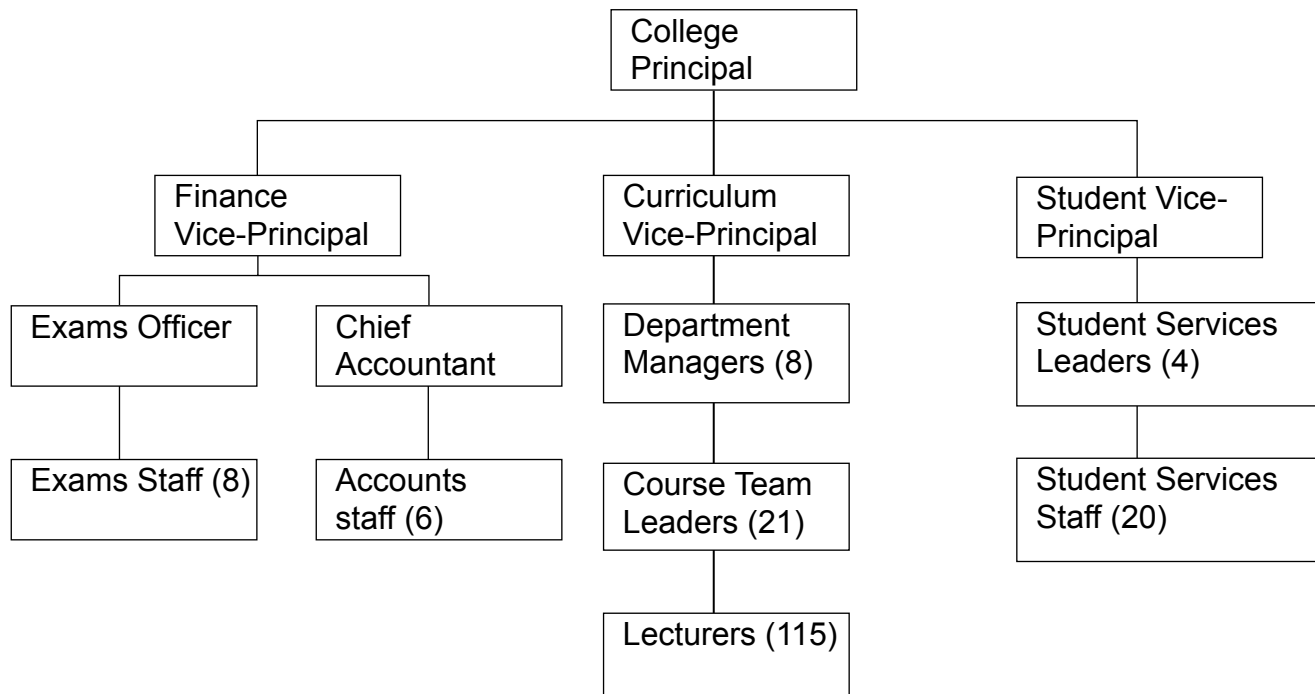 College
Principal
Finance
Vice-Principal
Curriculum
Vice-Principal
Student Vice-
Principal
Exams Officer
Chief
Accountant
Department
Managers (8)
Student Services
Leaders (4)
Exams Staff (8)
Accounts
staff (6)
Course Team
Leaders (21)
Student Services
Staff (20)
Lecturers (115)